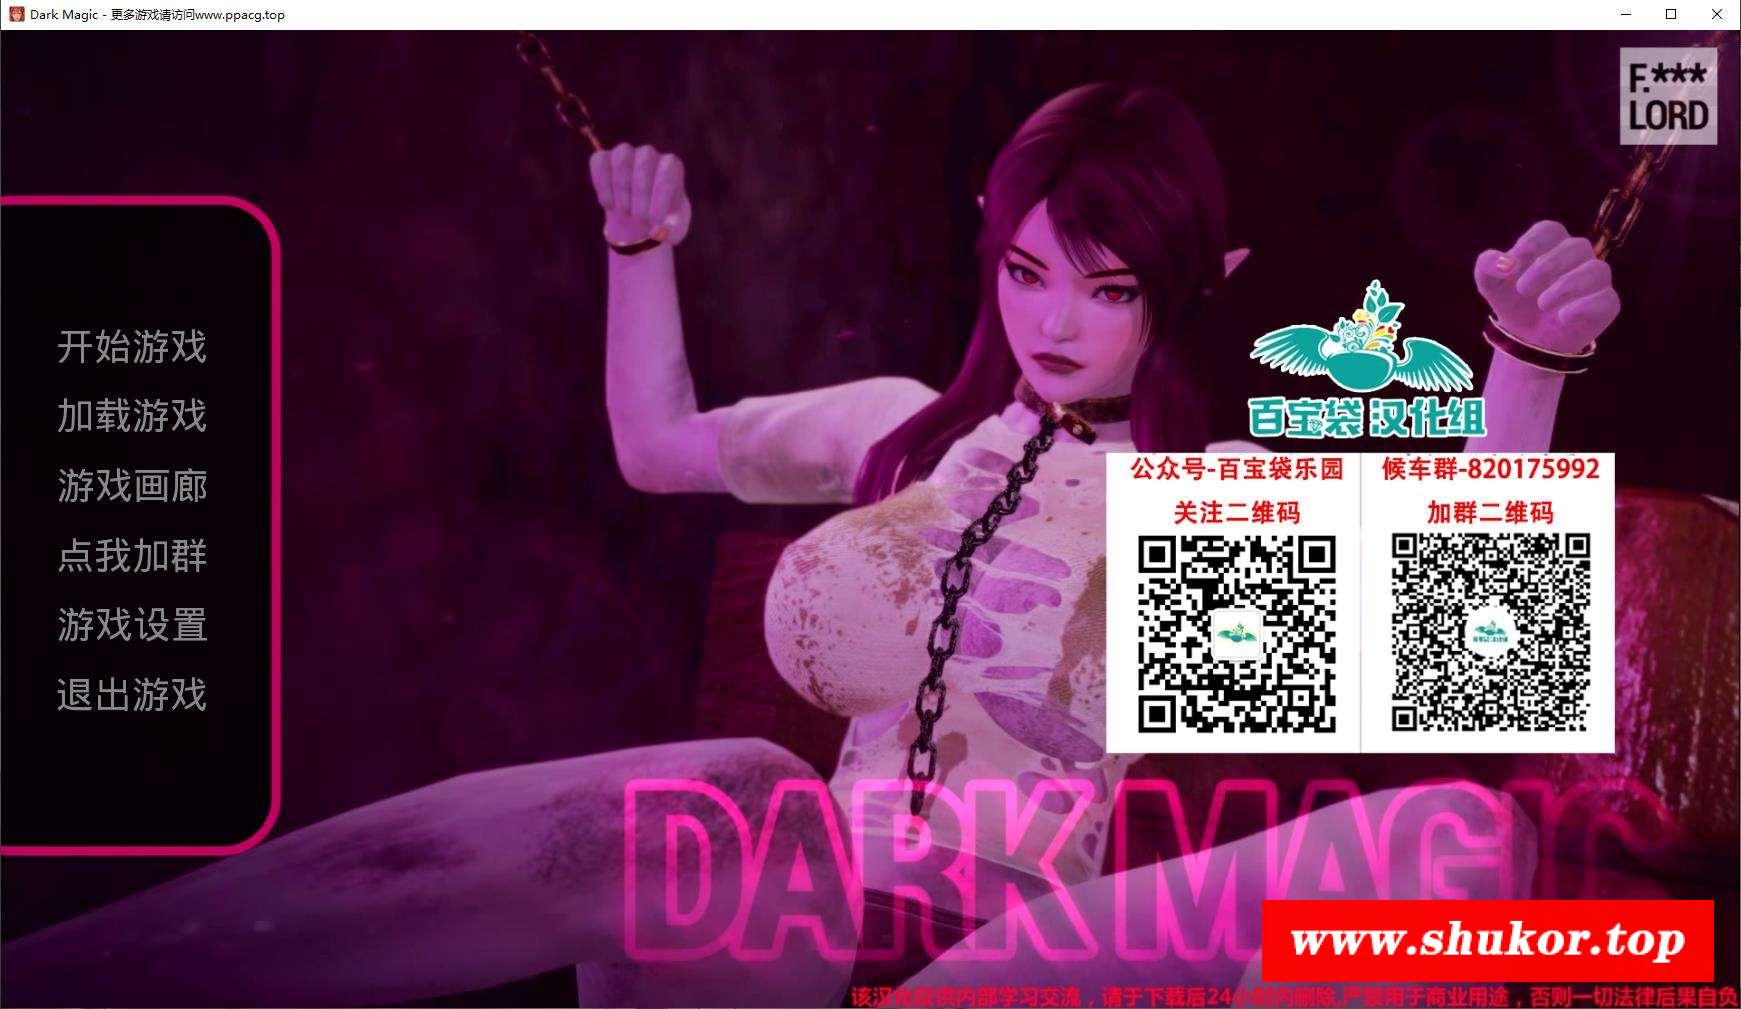 Dark Magic - 更多游戏请访问www.ppacg.top
F.***
LORD
开始游戏
加载游戏
游戏画廊
点我加群
游戏设置
退出游戏
百宝袋汉化组
公众号-百宝袋乐园
关注二维码
候车群-820175992
加群二维码
DARK MAGIC
www.shukor.top
该汉化仅供内部学习交流，请于下载后24小时内删除,严禁用于商业用途，否则一切法律后果自负